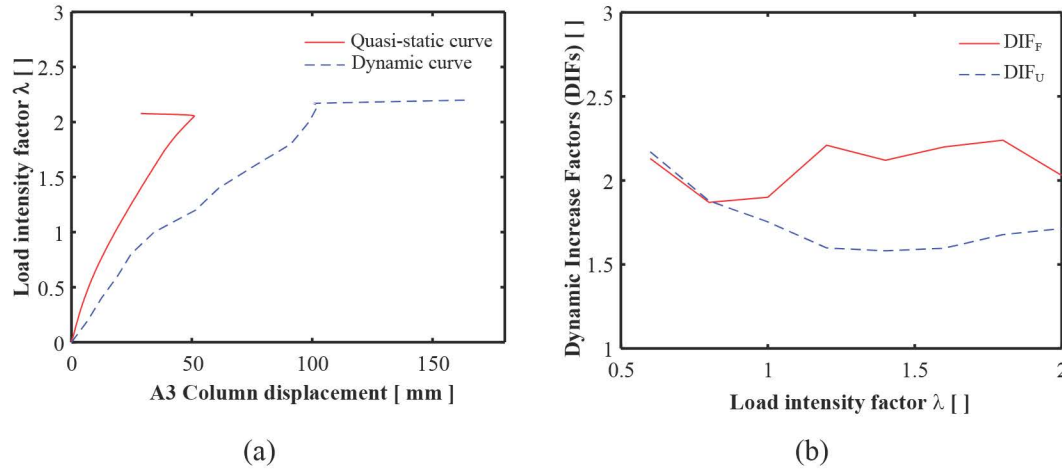 3
2.5
2
1.5
1
0.5
0
Load intensity factor λ [ ]
Quasi-static curve
Dynamic curve
0
50
100
150
A3 Column displacement [ mm ]
(a)
3
2.5
2
1.5
1
Dynamic Increase Factors (DIFs) [ ]
DIF_F
DIF_U
0.5
1
1.5
2
Load intensity factor λ [ ]
(b)